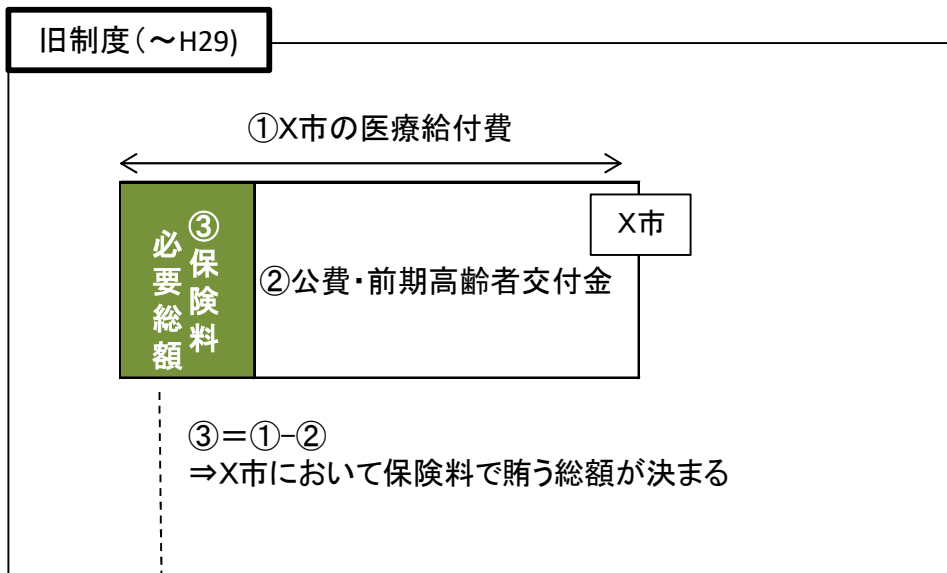 旧制度(～H29)
①X市の医療給付費
X市
③保険料
必要総額
②公費・前期高齢者交付金
③＝①-②
⇒X市において保険料で賄う総額が決まる